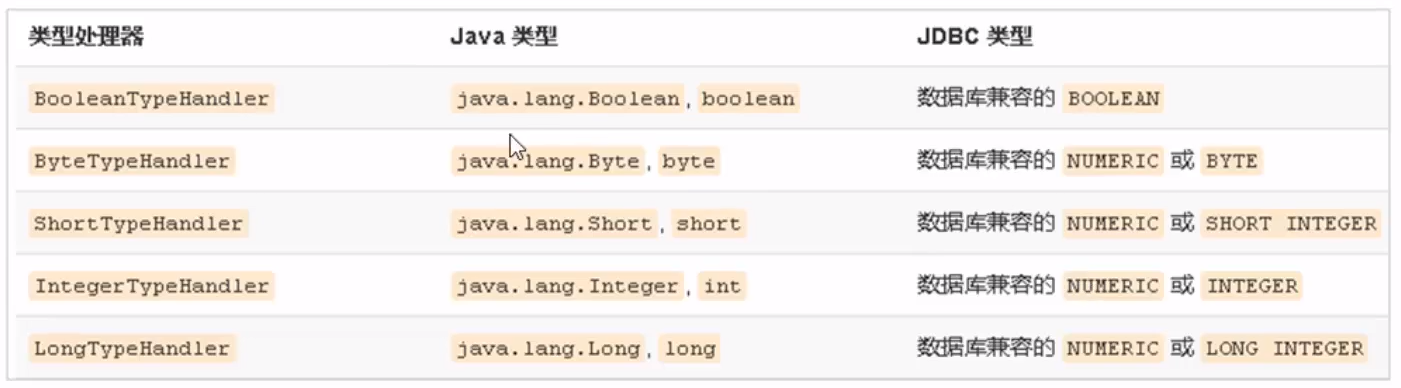 类型处理器 Java 类型 JDBC 类型
BooleanTypeHandler java.lang.Boolean, boolean 数据库兼容的 BOOLEAN
ByteTypeHandler java.lang.Byte, byte 数据库兼容的 NUMERIC 或 BYTE
ShortTypeHandler java.lang.Short, short 数据库兼容的 NUMERIC 或 SHORT INTEGER
IntegerTypeHandler java.lang.Integer, int 数据库兼容的 NUMERIC 或 INTEGER
LongTypeHandler java.lang.Long, long 数据库兼容的 NUMERIC 或 LONG INTEGER